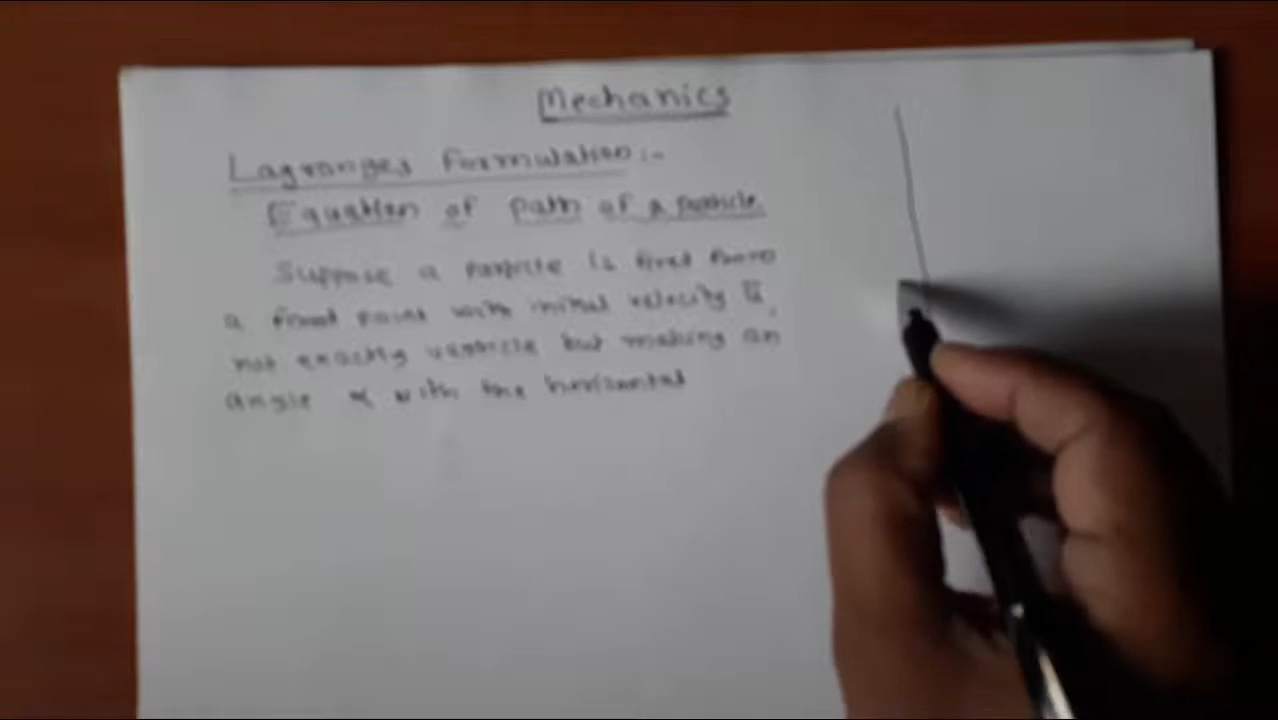 Mechanics
Lagranges Formulation:-
Equation of path of a particle
Suppose a particle is fired from
a fixed point with initial velocity u̅,
not exactly verticle but making an
angle α with the horizontal